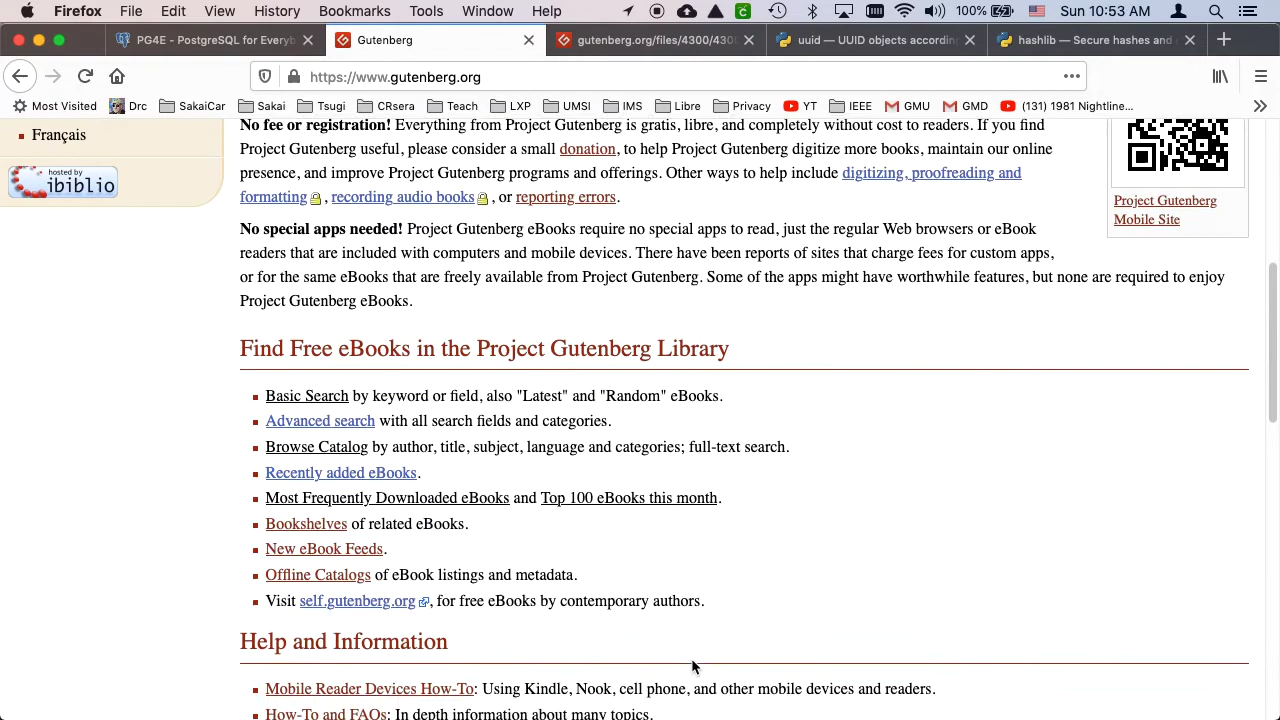 Firefox File Edit View History Bookmarks Tools Window Help 100% Sun 10:53 AM
PG4E - PostgreSQL for Everyb
Gutenberg
gutenberg.org/files/4300/430
uuid — UUID objects accordin
hashlib — Secure hashes and
https://www.gutenberg.org
Most Visited Drc SakaiCar Sakai Tsugi CRsera Teach LXP UMSI IMS Libre Privacy YT IEEE GMU GMD (131) 1981 Nightline...
Français
hosted by
ibiblio
No fee or registration! Everything from Project Gutenberg is gratis, libre, and completely without cost to readers. If you find
Project Gutenberg useful, please consider a small donation, to help Project Gutenberg digitize more books, maintain our online
presence, and improve Project Gutenberg programs and offerings. Other ways to help include digitizing, proofreading and
formatting, recording audio books, or reporting errors.
Project Gutenberg
Mobile Site
No special apps needed! Project Gutenberg eBooks require no special apps to read, just the regular Web browsers or eBook
readers that are included with computers and mobile devices. There have been reports of sites that charge fees for custom apps,
or for the same eBooks that are freely available from Project Gutenberg. Some of the apps might have worthwhile features, but none are required to enjoy
Project Gutenberg eBooks.
Find Free eBooks in the Project Gutenberg Library
Basic Search by keyword or field, also "Latest" and "Random" eBooks.
Advanced search with all search fields and categories.
Browse Catalog by author, title, subject, language and categories; full-text search.
Recently added eBooks.
Most Frequently Downloaded eBooks and Top 100 eBooks this month.
Bookshelves of related eBooks.
New eBook Feeds.
Offline Catalogs of eBook listings and metadata.
Visit self.gutenberg.org, for free eBooks by contemporary authors.
Help and Information
Mobile Reader Devices How-To: Using Kindle, Nook, cell phone, and other mobile devices and readers.
How-To and FAQs: In depth information about many topics.